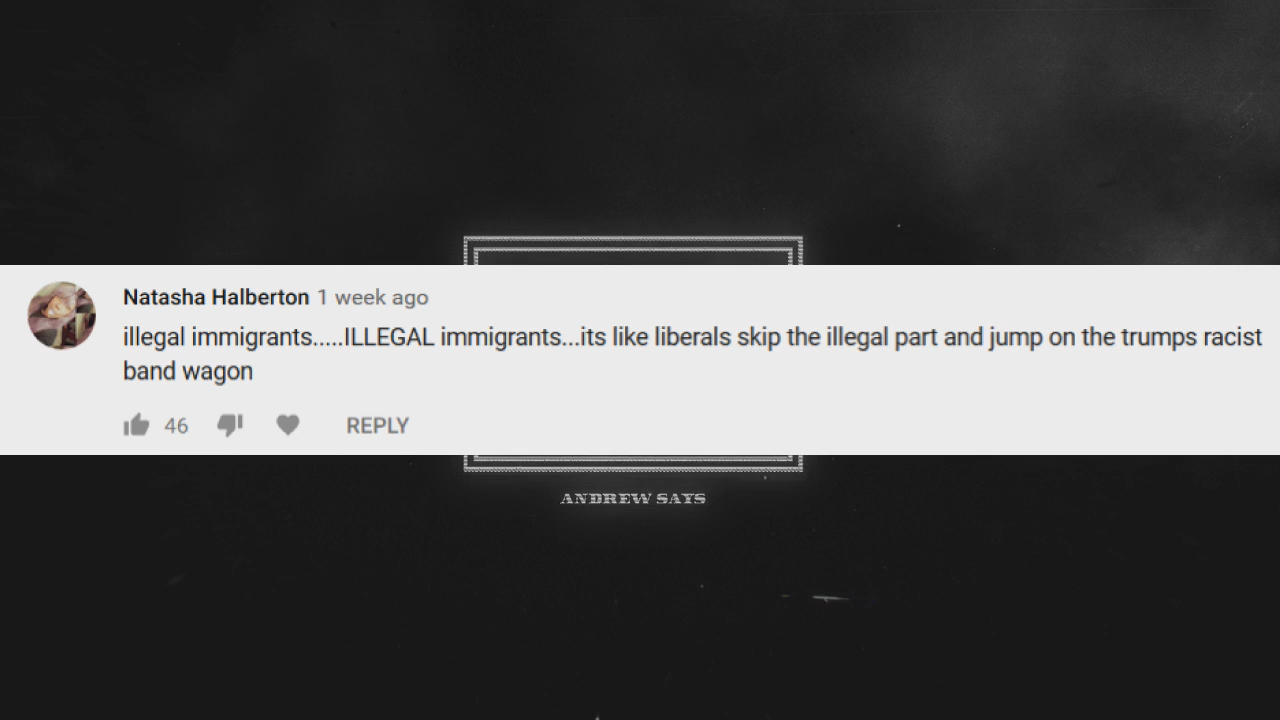 Natasha Halberton 1 week ago
illegal immigrants.....ILLEGAL immigrants...its like liberals skip the illegal part and jump on the trumps racist
band wagon
46 REPLY
ANDREW SAYS